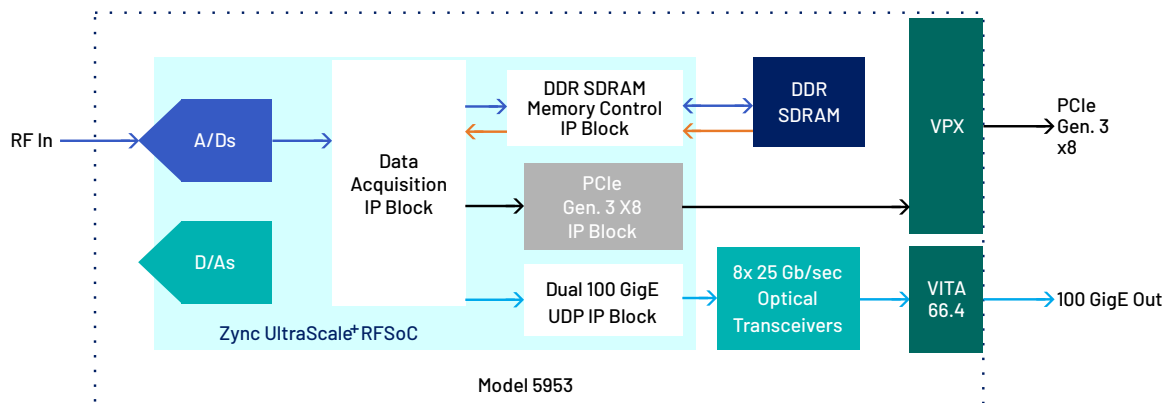 RF In
A/Ds
D/As
Data
Acquisition
IP Block
DDR SDRAM
Memory Control
IP Block
DDR
SDRAM
PCIe
Gen. 3 X8
IP Block
Dual 100 GigE
UDP IP Block
8x 25 Gb/sec
Optical
Transceivers
VPX
VITA
66.4
PCIe
Gen. 3
x8
100 GigE Out
Zync UltraScale+ RFSoC
Model 5953